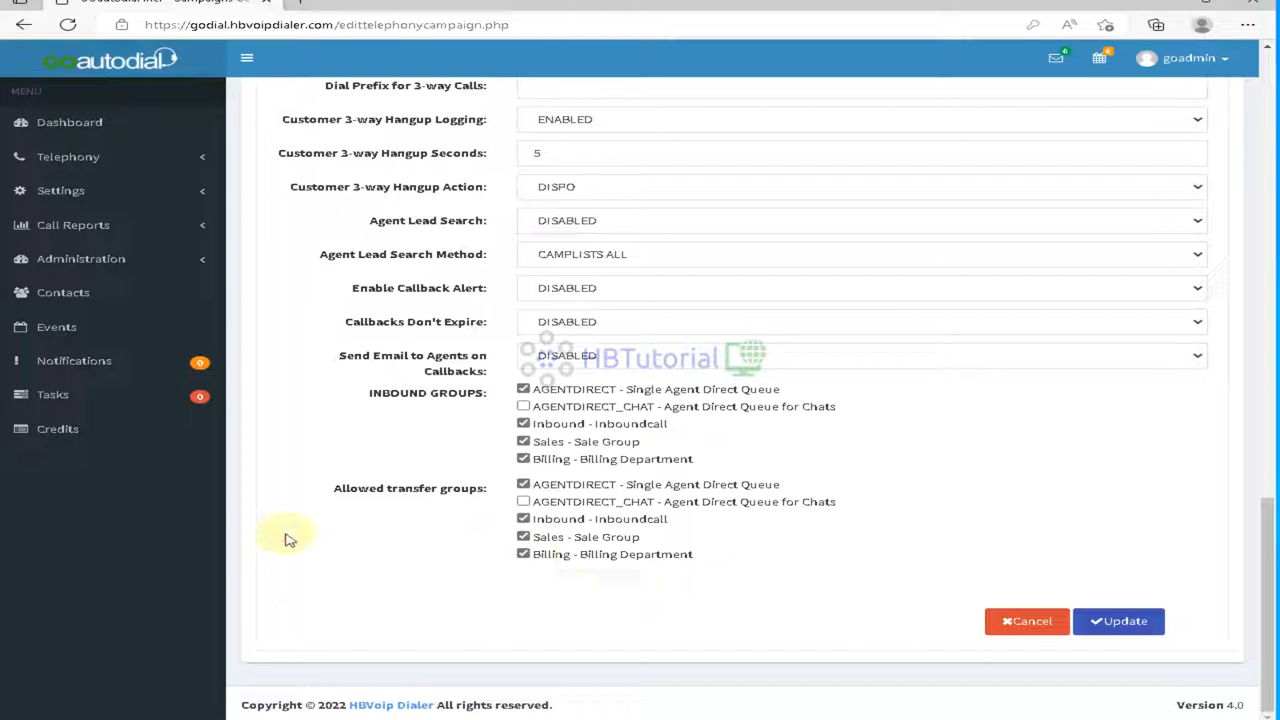 https://godial.hbvoipdialer.com/edittelephonycampaign.php
goautodial
goadmin
MENU
Dashboard
Telephony
Settings
Call Reports
Administration
Contacts
Events
Notifications 0
Tasks 0
Credits
Dial Prefix for 3-way Calls:
Customer 3-way Hangup Logging: ENABLED
Customer 3-way Hangup Seconds: 5
Customer 3-way Hangup Action: DISPO
Agent Lead Search: DISABLED
Agent Lead Search Method: CAMPLISTS ALL
Enable Callback Alert: DISABLED
Callbacks Don't Expire: DISABLED
Send Email to Agents on DISABLED
Callbacks:
HBTutorial
INBOUND GROUPS: AGENTDIRECT - Single Agent Direct Queue
AGENTDIRECT_CHAT - Agent Direct Queue for Chats
Inbound - Inboundcall
Sales - Sale Group
Billing - Billing Department
Allowed transfer groups: AGENTDIRECT - Single Agent Direct Queue
AGENTDIRECT_CHAT - Agent Direct Queue for Chats
Inbound - Inboundcall
Sales - Sale Group
Billing - Billing Department
Cancel Update
Copyright © 2022 HBVoip Dialer All rights reserved. Version 4.0